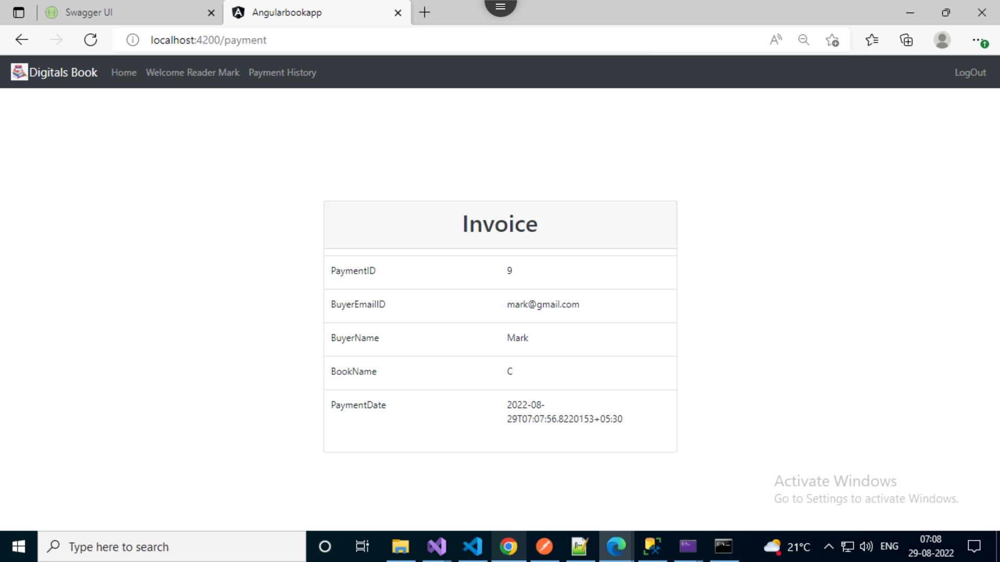 Swagger UI
Angularbookapp
localhost:4200/payment
Digitals Book
Home
Welcome Reader Mark
Payment History
LogOut
Invoice
PaymentID 9
BuyerEmailID mark@gmail.com
BuyerName Mark
BookName C
PaymentDate 2022-08-
29T07:07:56.8220153+05:30
Activate Windows
Go to Settings to activate Windows.
Type here to search
21°C
ENG
07:08
29-08-2022